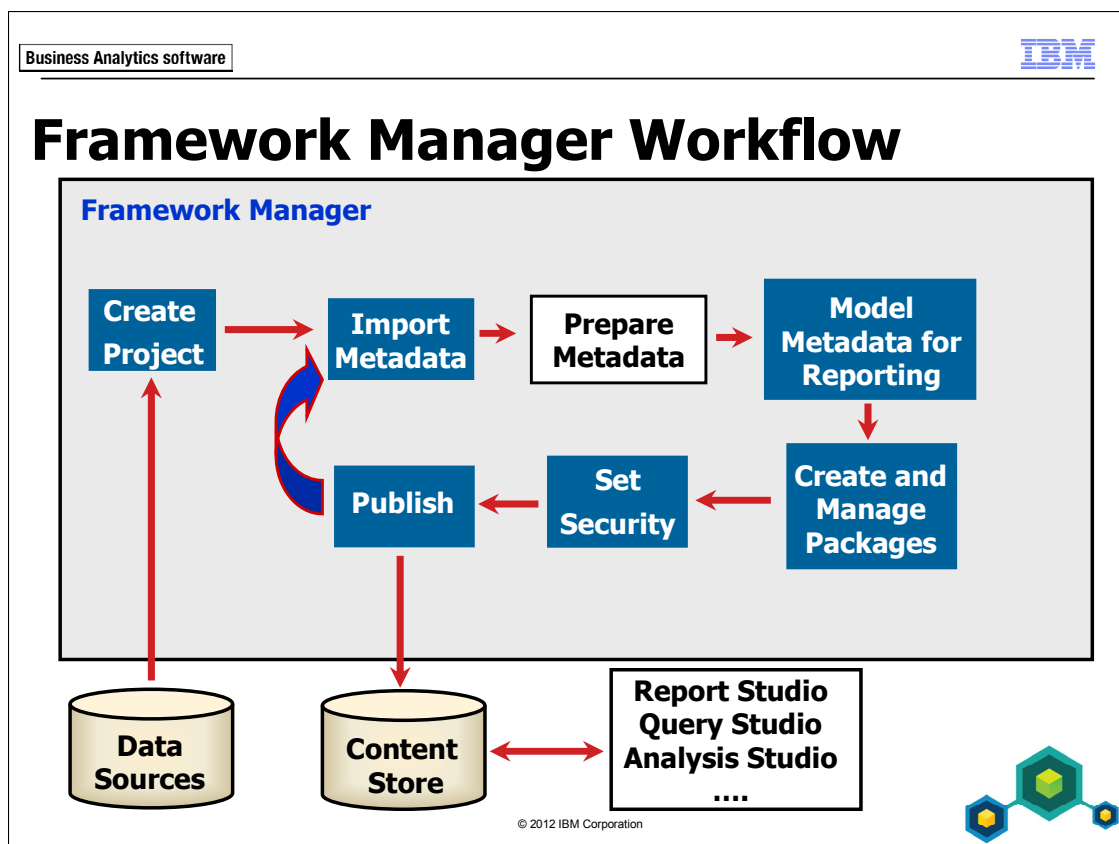 Business Analytics software
IBM
Framework Manager Workflow
Framework Manager
Create
Project
Import
Metadata
Prepare
Metadata
Model
Metadata for
Reporting
Publish
Set
Security
Create and
Manage
Packages
Data
Sources
Content
Store
Report Studio
Query Studio
Analysis Studio
....
© 2012 IBM Corporation